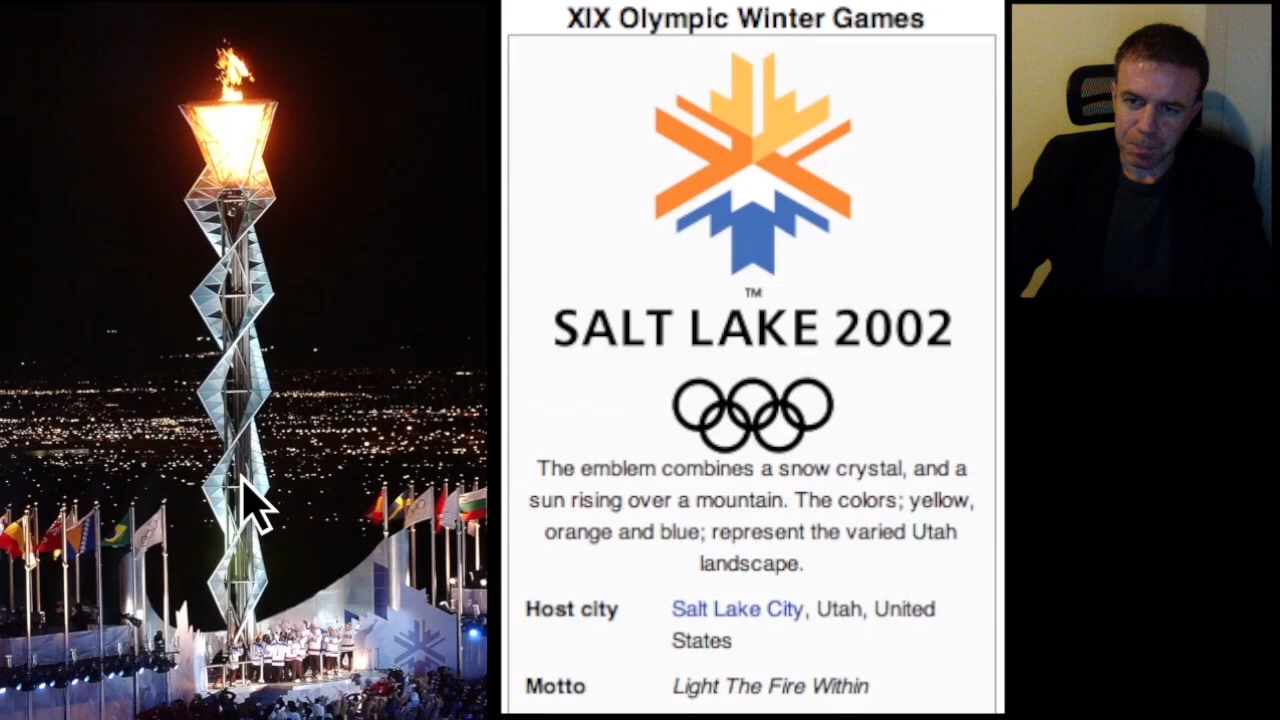 XIX Olympic Winter Games
TM
SALT LAKE 2002
The emblem combines a snow crystal, and a
sun rising over a mountain. The colors; yellow,
orange and blue; represent the varied Utah
landscape.
Host city Salt Lake City, Utah, United
States
Motto Light The Fire Within